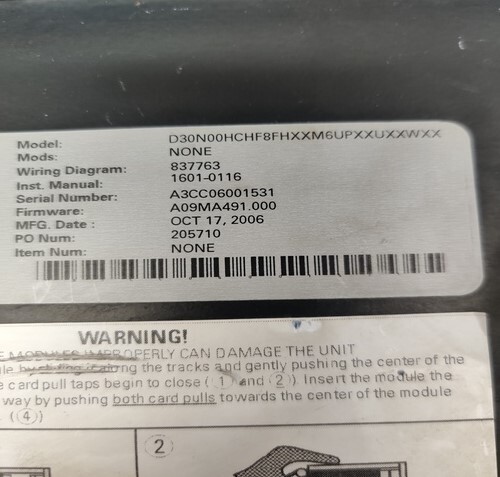 Model: D30N00HCHF8FHXXM6UPXXUXXWXX
Mods: NONE
Wiring Diagram: 837763
Inst. Manual: 1601-0116
Serial Number: A3CC06001531
Firmware: A09MA491.000
MFG. Date : OCT 17, 2006
PO Num: 205710
Item Num: NONE
WARNING!
MODULES IMPROPERLY CAN DAMAGE THE UNIT
along the tracks and gently pushing the center of the
card pull taps begin to close (1 and 2). Insert the module the
way by pushing both card pulls towards the center of the module
(4)
2